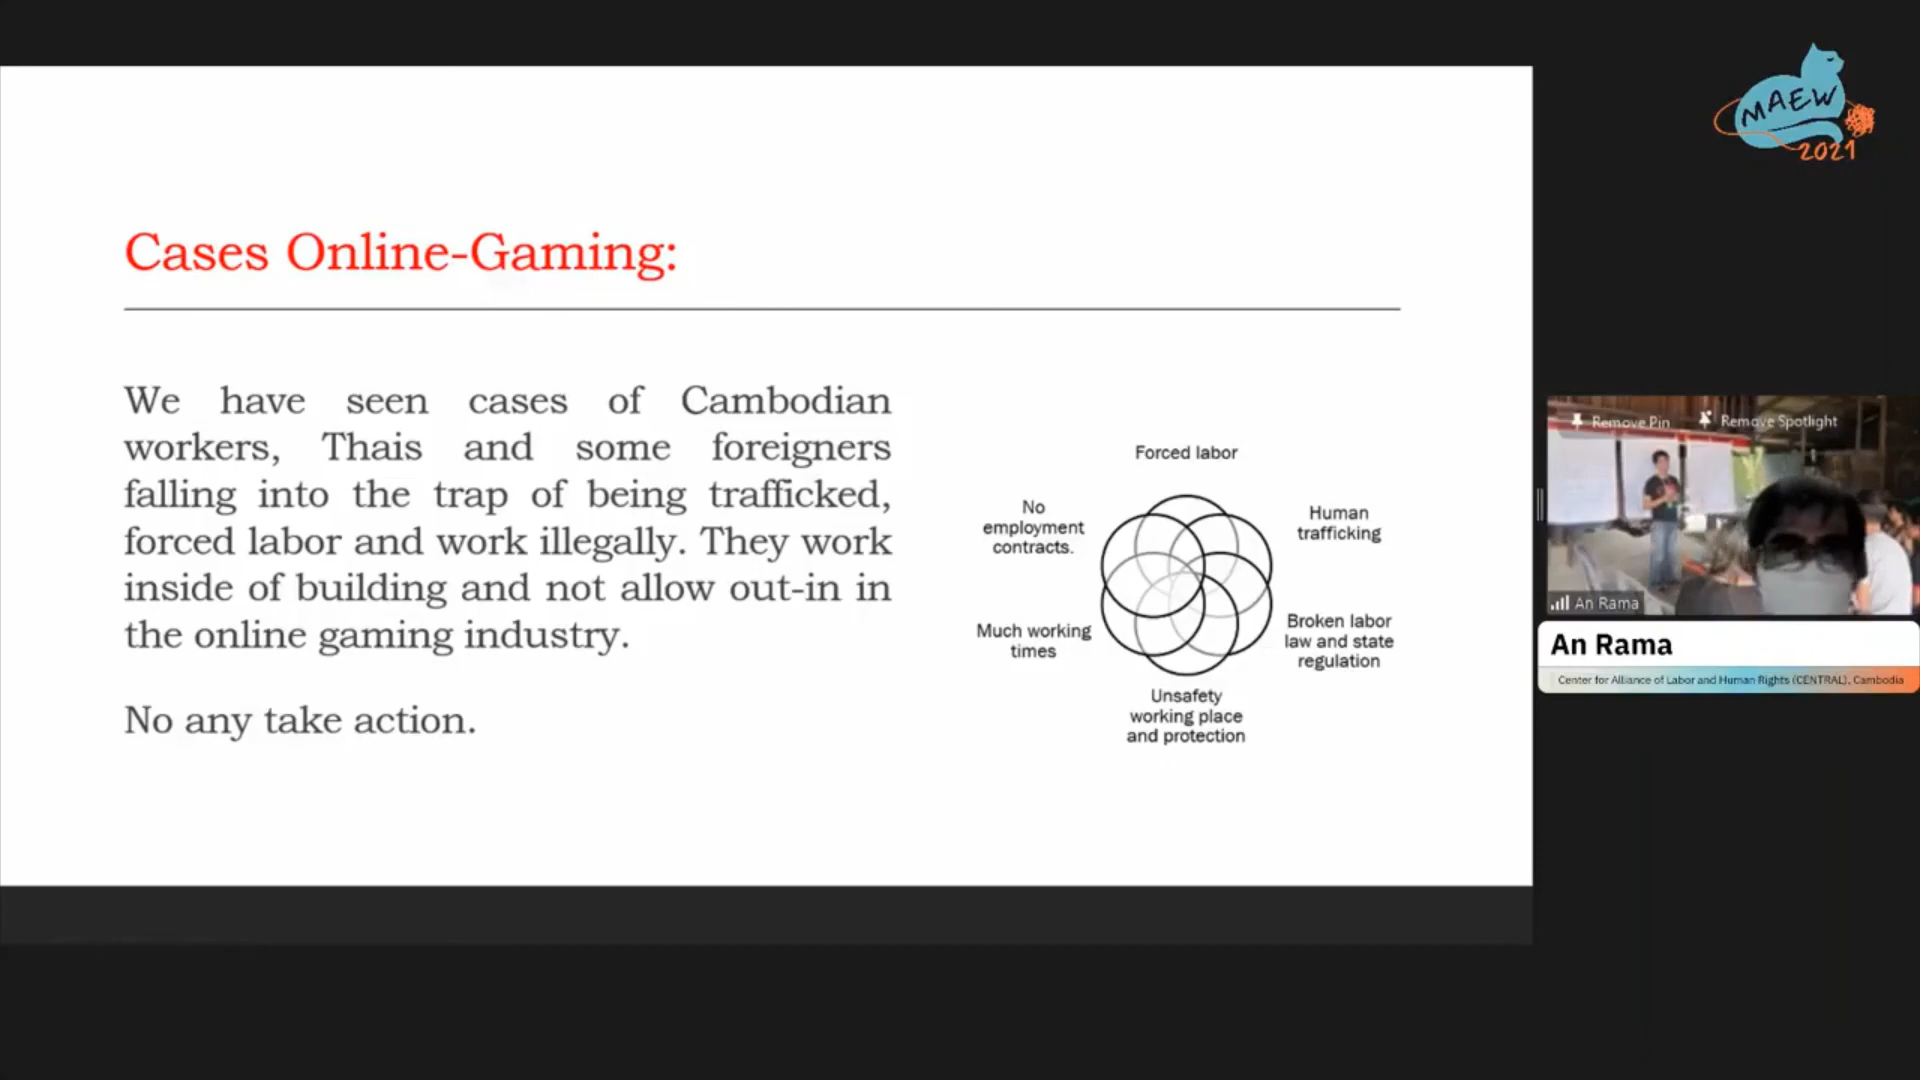 MAEW
2021
Cases Online-Gaming:
We have seen cases of Cambodian
workers, Thais and some foreigners
falling into the trap of being trafficked,
forced labor and work illegally. They work
inside of building and not allow out-in in
the online gaming industry.
No any take action.
Forced labor
Human
trafficking
Broken labor
law and state
regulation
Unsafety
working place
and protection
Much working
times
No
employment
contracts.
Remove Pin
Remove Spotlight
An Rama
An Rama
Center for Alliance of Labor and Human Rights (CENTRAL), Cambodia